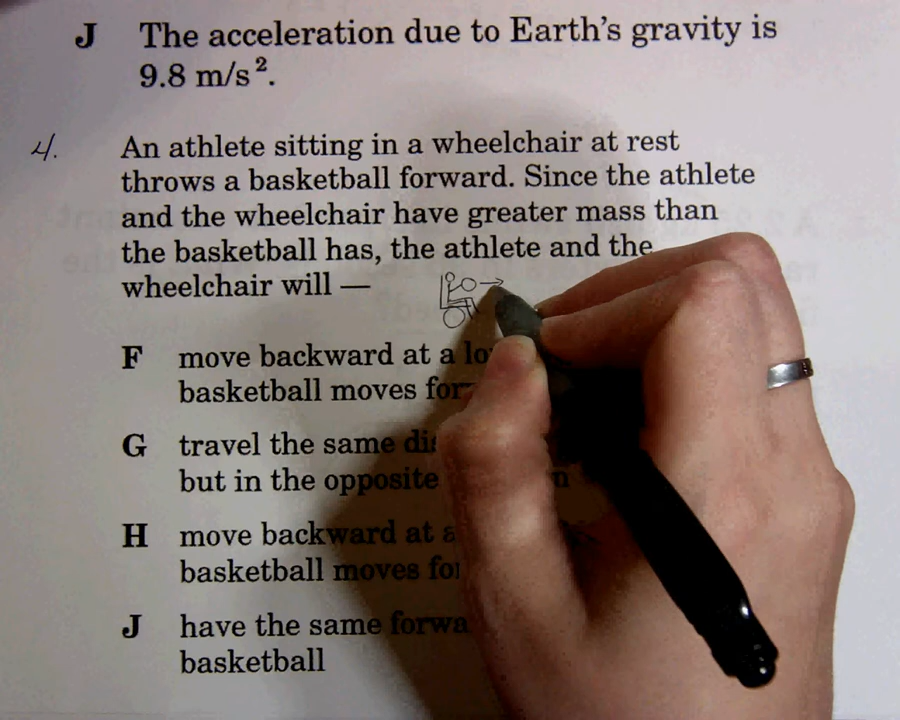 J The acceleration due to Earth's gravity is
9.8 m/s².
4. An athlete sitting in a wheelchair at rest
throws a basketball forward. Since the athlete
and the wheelchair have greater mass than
the basketball has, the athlete and the
wheelchair will —
F move backward at a
basketball moves
G travel the same
but in the opposite
H move backward at
basketball moves
J have the same
basketball